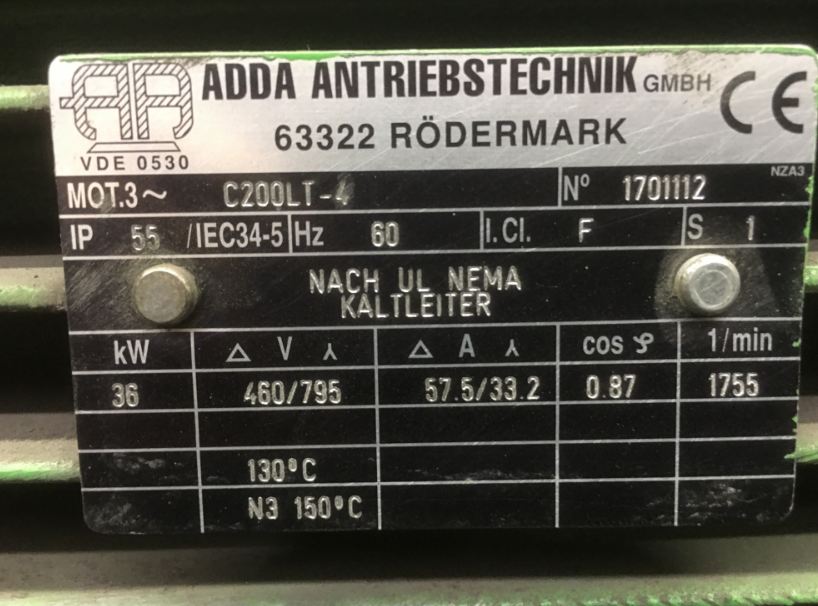 ADDA ANTRIEBSTECHNIK GMBH
63322 RÖDERMARK
VDE 0530
NZA3
MOT.3~ C200LT-4 Nº 1701112
IP 55 /IEC34-5 Hz 60 I.Cl. F S 1
NACH UL NEMA
KALTLEITER
kW △ V ⅄ △ A ⅄ cos φ 1/min
36 460/795 57.5/33.2 0.87 1755
130°C
N3 150°C